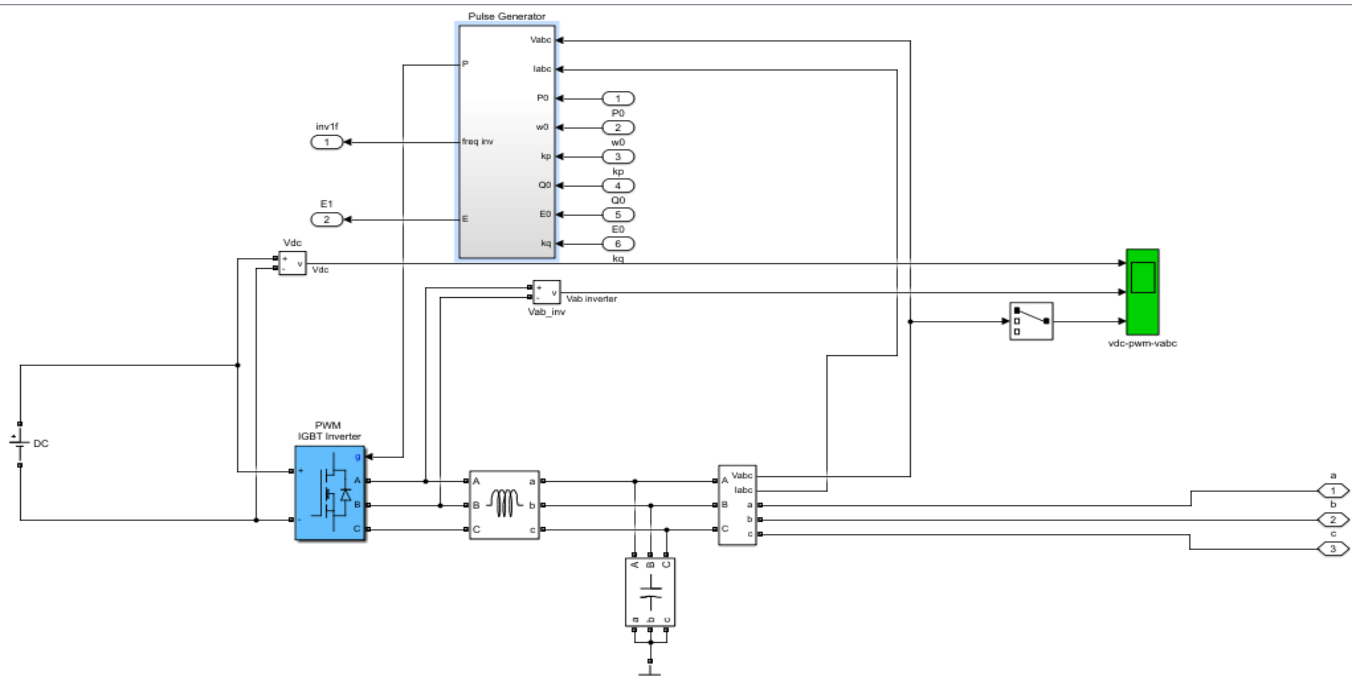 Pulse Generator
Vabc
Iabc
P
P0
1
P0
w0
2
w0
inv1f
1
freq inv
kp
3
kp
Q0
4
Q0
E1
2
E
E0
5
E0
kq
6
kq
Vdc
+
-
v
Vdc
+
-
v
Vab inverter
Vab_inv
vdc-pwm-vabc
+
DC
PWM
IGBT Inverter
g
+
-
A
B
C
A
B
C
a
b
c
A
B
C
Vabc
Iabc
a
b
c
a
1
b
2
c
3
A
B
C
a
b
c